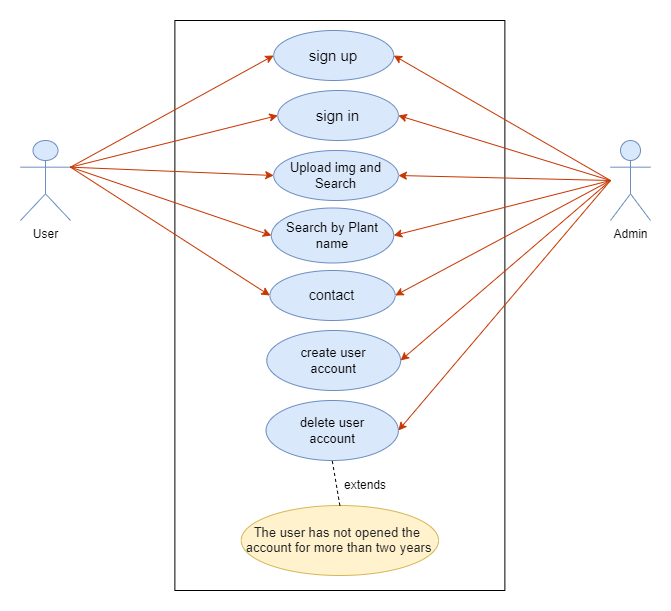 sign up
sign in
Upload img and
Search
Search by Plant
name
User
Admin
contact
create user
account
delete user
account
extends
The user has not opened the
account for more than two years